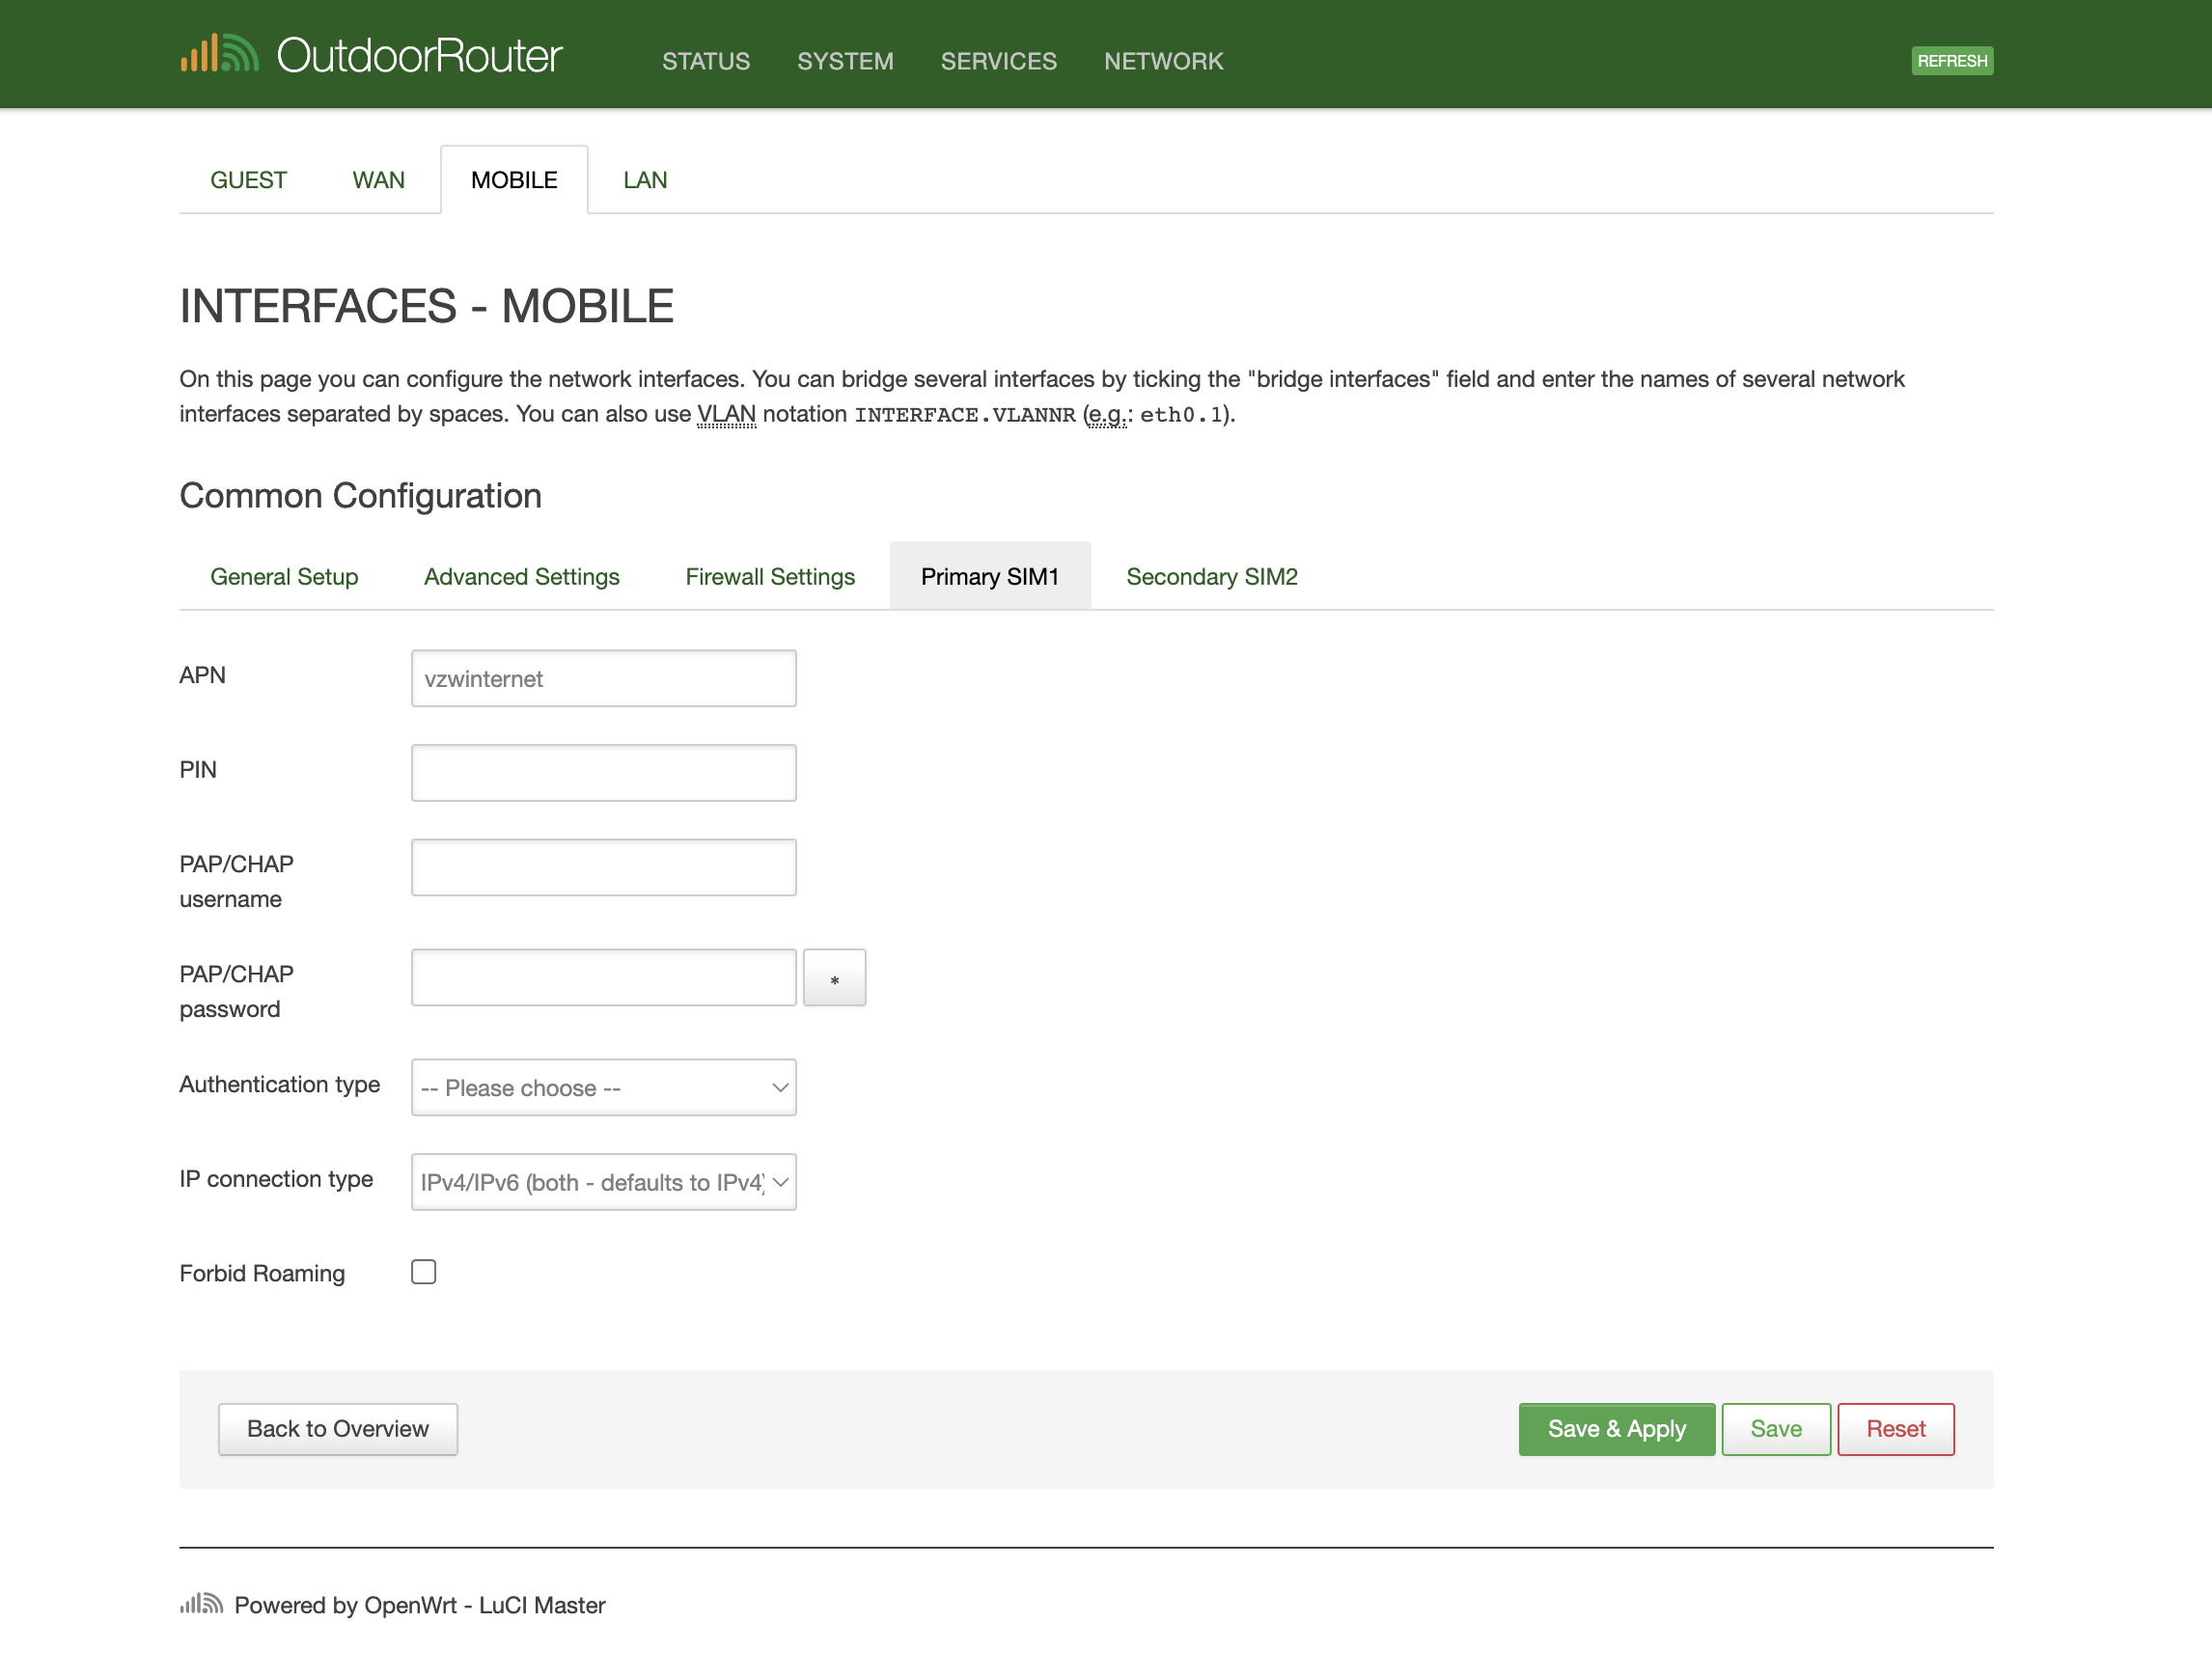 OutdoorRouter
STATUS SYSTEM SERVICES NETWORK
REFRESH
GUEST WAN MOBILE LAN
INTERFACES - MOBILE
On this page you can configure the network interfaces. You can bridge several interfaces by ticking the "bridge interfaces" field and enter the names of several network
interfaces separated by spaces. You can also use VLAN notation INTERFACE.VLANNR (e.g.: eth0.1).
Common Configuration
General Setup Advanced Settings Firewall Settings Primary SIM1 Secondary SIM2
APN vzwinternet
PIN
PAP/CHAP
username
PAP/CHAP
password
*
Authentication type -- Please choose --
IP connection type IPv4/IPv6 (both - defaults to IPv4)
Forbid Roaming
Back to Overview Save & Apply Save Reset
Powered by OpenWrt - LuCI Master